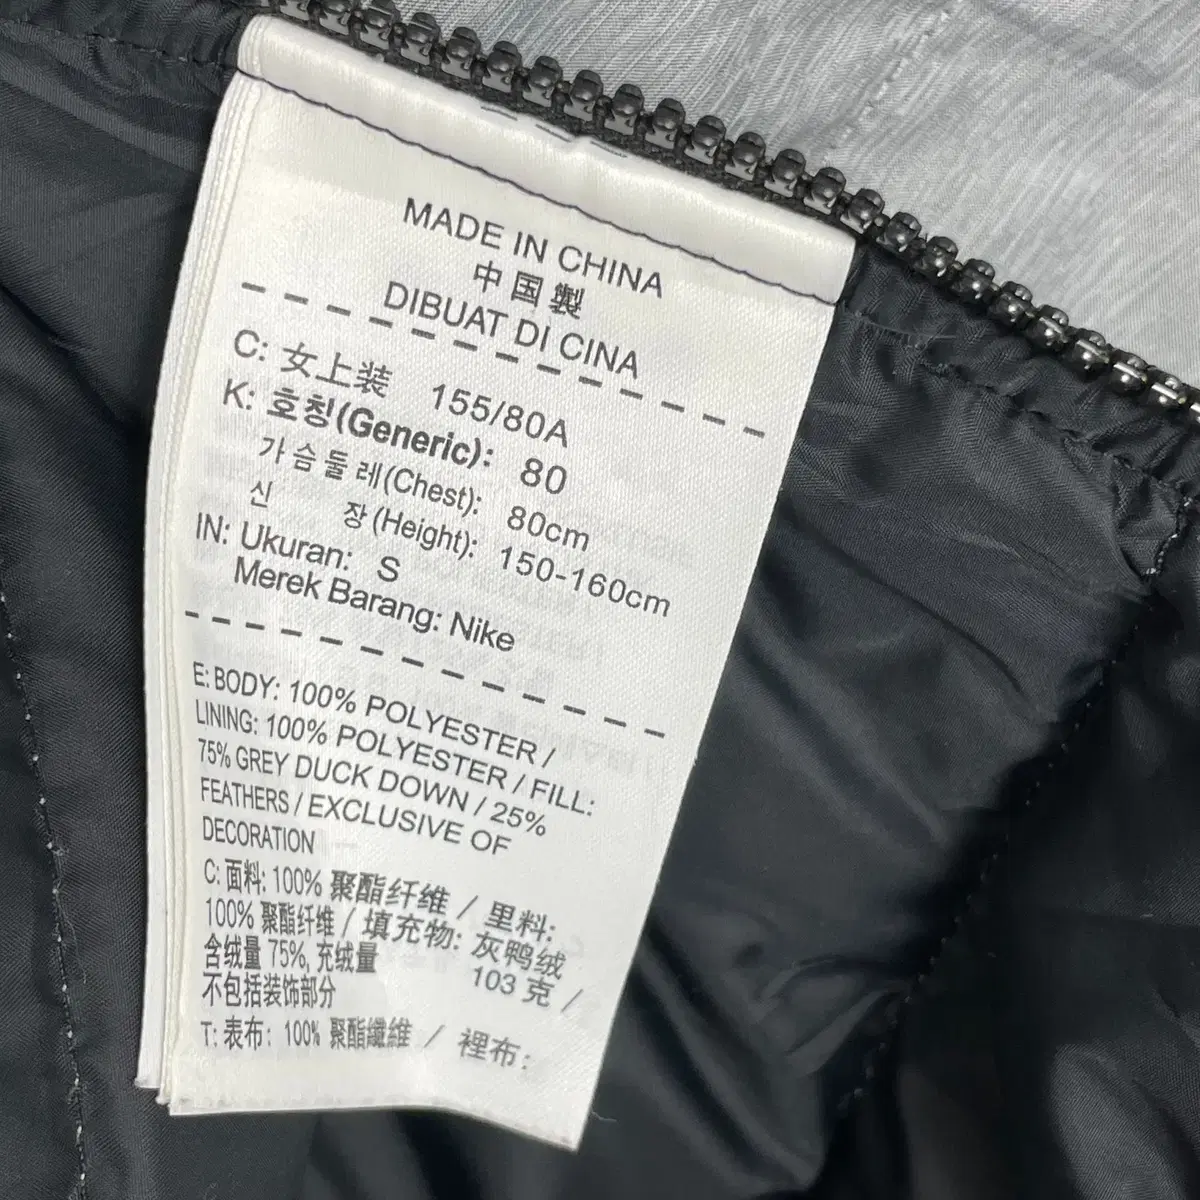 MADE IN CHINA
中国製
DIBUAT DI CINA
C: 女上装 155/80A
K: 호칭(Generic): 80
가슴둘레(Chest): 80cm
신 장(Height): 150-160cm
IN: Ukuran: S
Merek Barang: Nike
E: BODY: 100% POLYESTER /
LINING: 100% POLYESTER / FILL:
75% GREY DUCK DOWN / 25%
FEATHERS / EXCLUSIVE OF
DECORATION
C: 面料: 100% 聚酯纤维 / 里料:
100% 聚酯纤维 / 填充物: 灰鸭绒
含绒量 75%, 充绒量 103 克 /
不包括装饰部分
T: 表布: 100% 聚酯纖維 / 裡布: